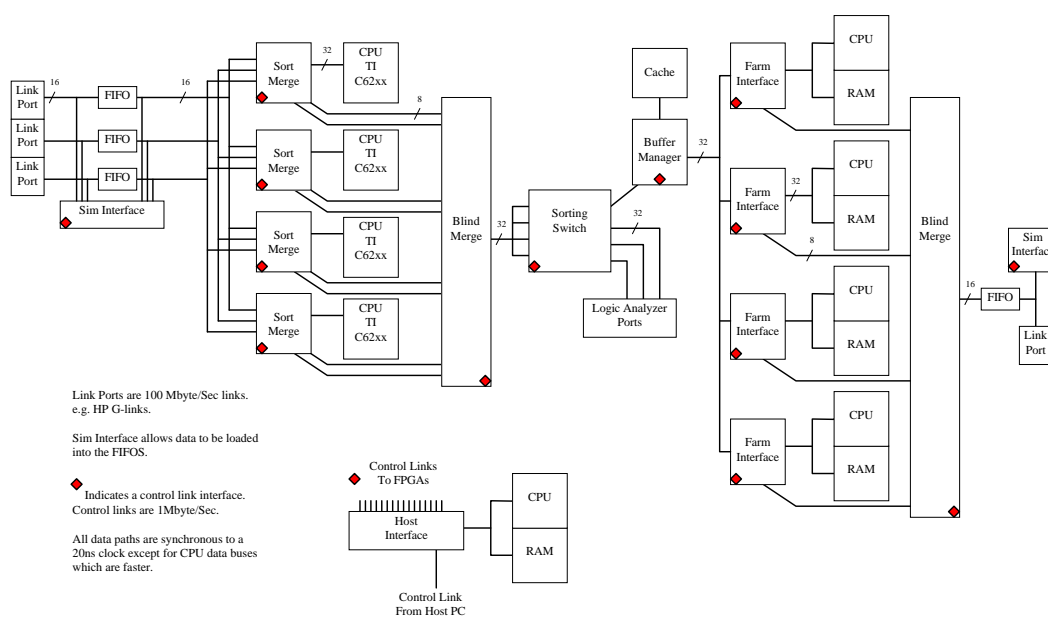 Link
Port
16
FIFO
16
Link
Port
FIFO
Link
Port
FIFO
Sim Interface
Sort
Merge
32
CPU
TI
C62xx
8
Sort
Merge
CPU
TI
C62xx
Sort
Merge
CPU
TI
C62xx
Sort
Merge
CPU
TI
C62xx
Blind
Merge
32
Sorting
Switch
32
Logic Analyzer
Ports
Cache
Buffer
Manager
32
Farm
Interface
CPU
RAM
Farm
Interface
32
CPU
RAM
8
Farm
Interface
CPU
RAM
Farm
Interface
CPU
RAM
Blind
Merge
16
FIFO
Sim
Interfac
Link
Port
Link Ports are 100 Mbyte/Sec links.
e.g. HP G-links.
Sim Interface allows data to be loaded
into the FIFOS.
Indicates a control link interface.
Control links are 1Mbyte/Sec.
All data paths are synchronous to a
20ns clock except for CPU data buses
which are faster.
Control Links
To FPGAs
Host
Interface
CPU
RAM
Control Link
From Host PC